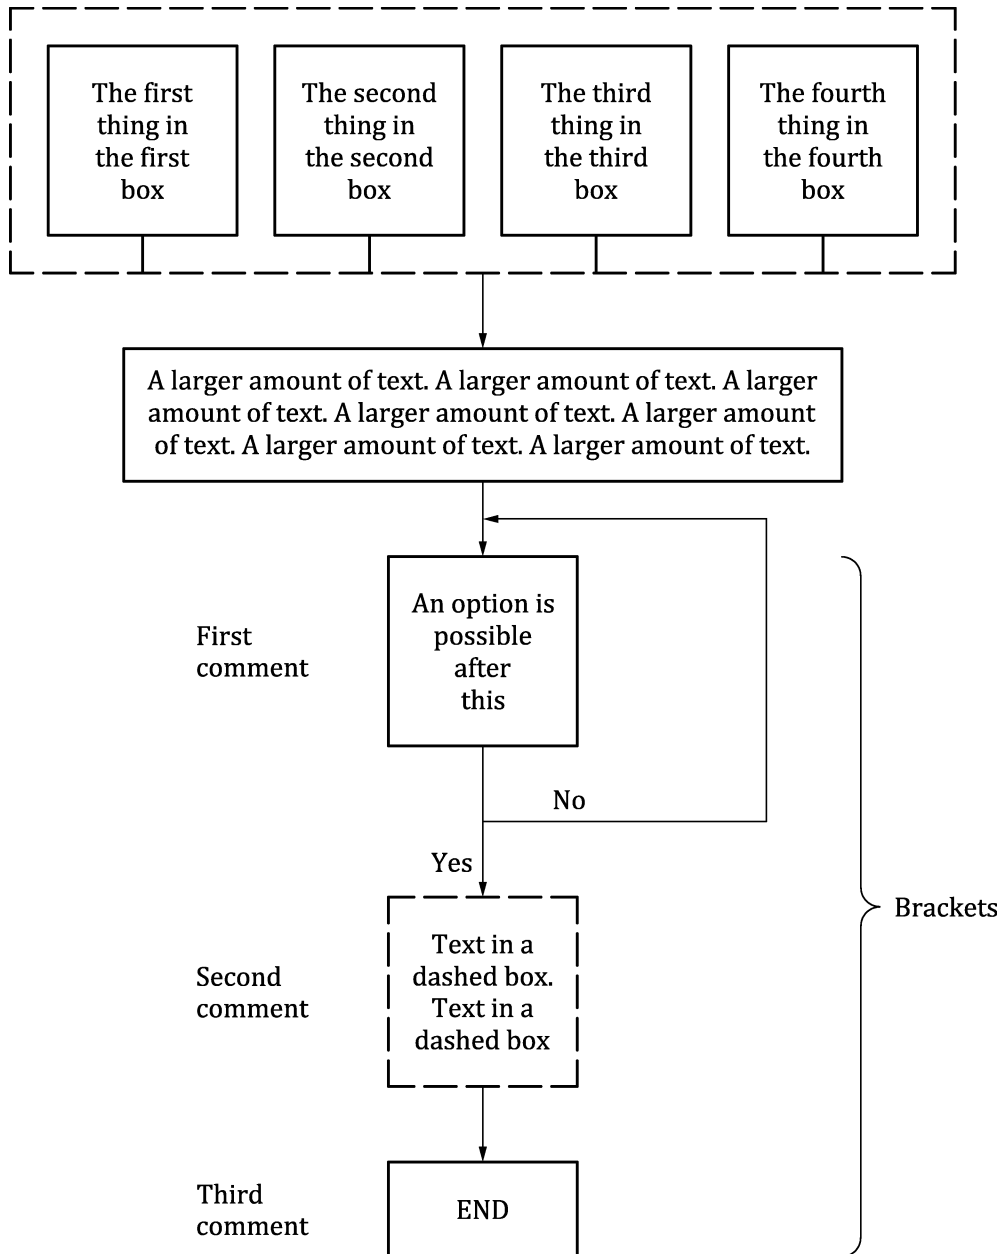 The first
thing in
the first
box
The second
thing in
the second
box
The third
thing in
the third
box
The fourth
thing in
the fourth
box
A larger amount of text. A larger amount of text. A larger
amount of text. A larger amount of text. A larger amount
of text. A larger amount of text. A larger amount of text.
An option is
possible
after
this
First
comment
No
Yes
Brackets
Text in a
dashed box.
Text in a
dashed box
Second
comment
Third
comment
END